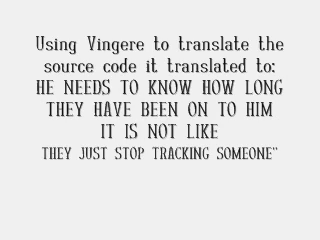 Using Vingere to translate the
source code it translated to:
HE NEEDS TO KNOW HOW LONG
THEY HAVE BEEN ON TO HIM
IT IS NOT LIKE
THEY JUST STOP TRACKING SOMEONE"